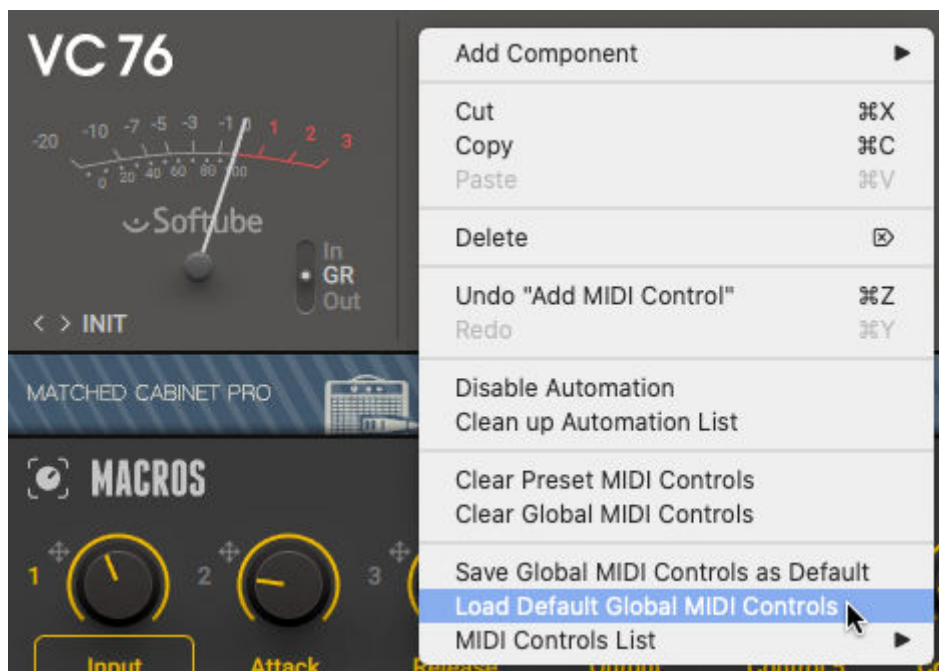 VC 76
-20 -10 -7 -5 -3 -1 0 1 2 3
0 20 40 60 80 100
Softube
In
GR
Out
< > INIT
MATCHED CABINET PRO
MACROS
1 2 3
Input Attack Release Output
Add Component ▶
Cut ⌘X
Copy ⌘C
Paste ⌘V
Delete ⌦
Undo "Add MIDI Control" ⌘Z
Redo ⌘Y
Disable Automation
Clean up Automation List
Clear Preset MIDI Controls
Clear Global MIDI Controls
Save Global MIDI Controls as Default
Load Default Global MIDI Controls
MIDI Controls List ▶